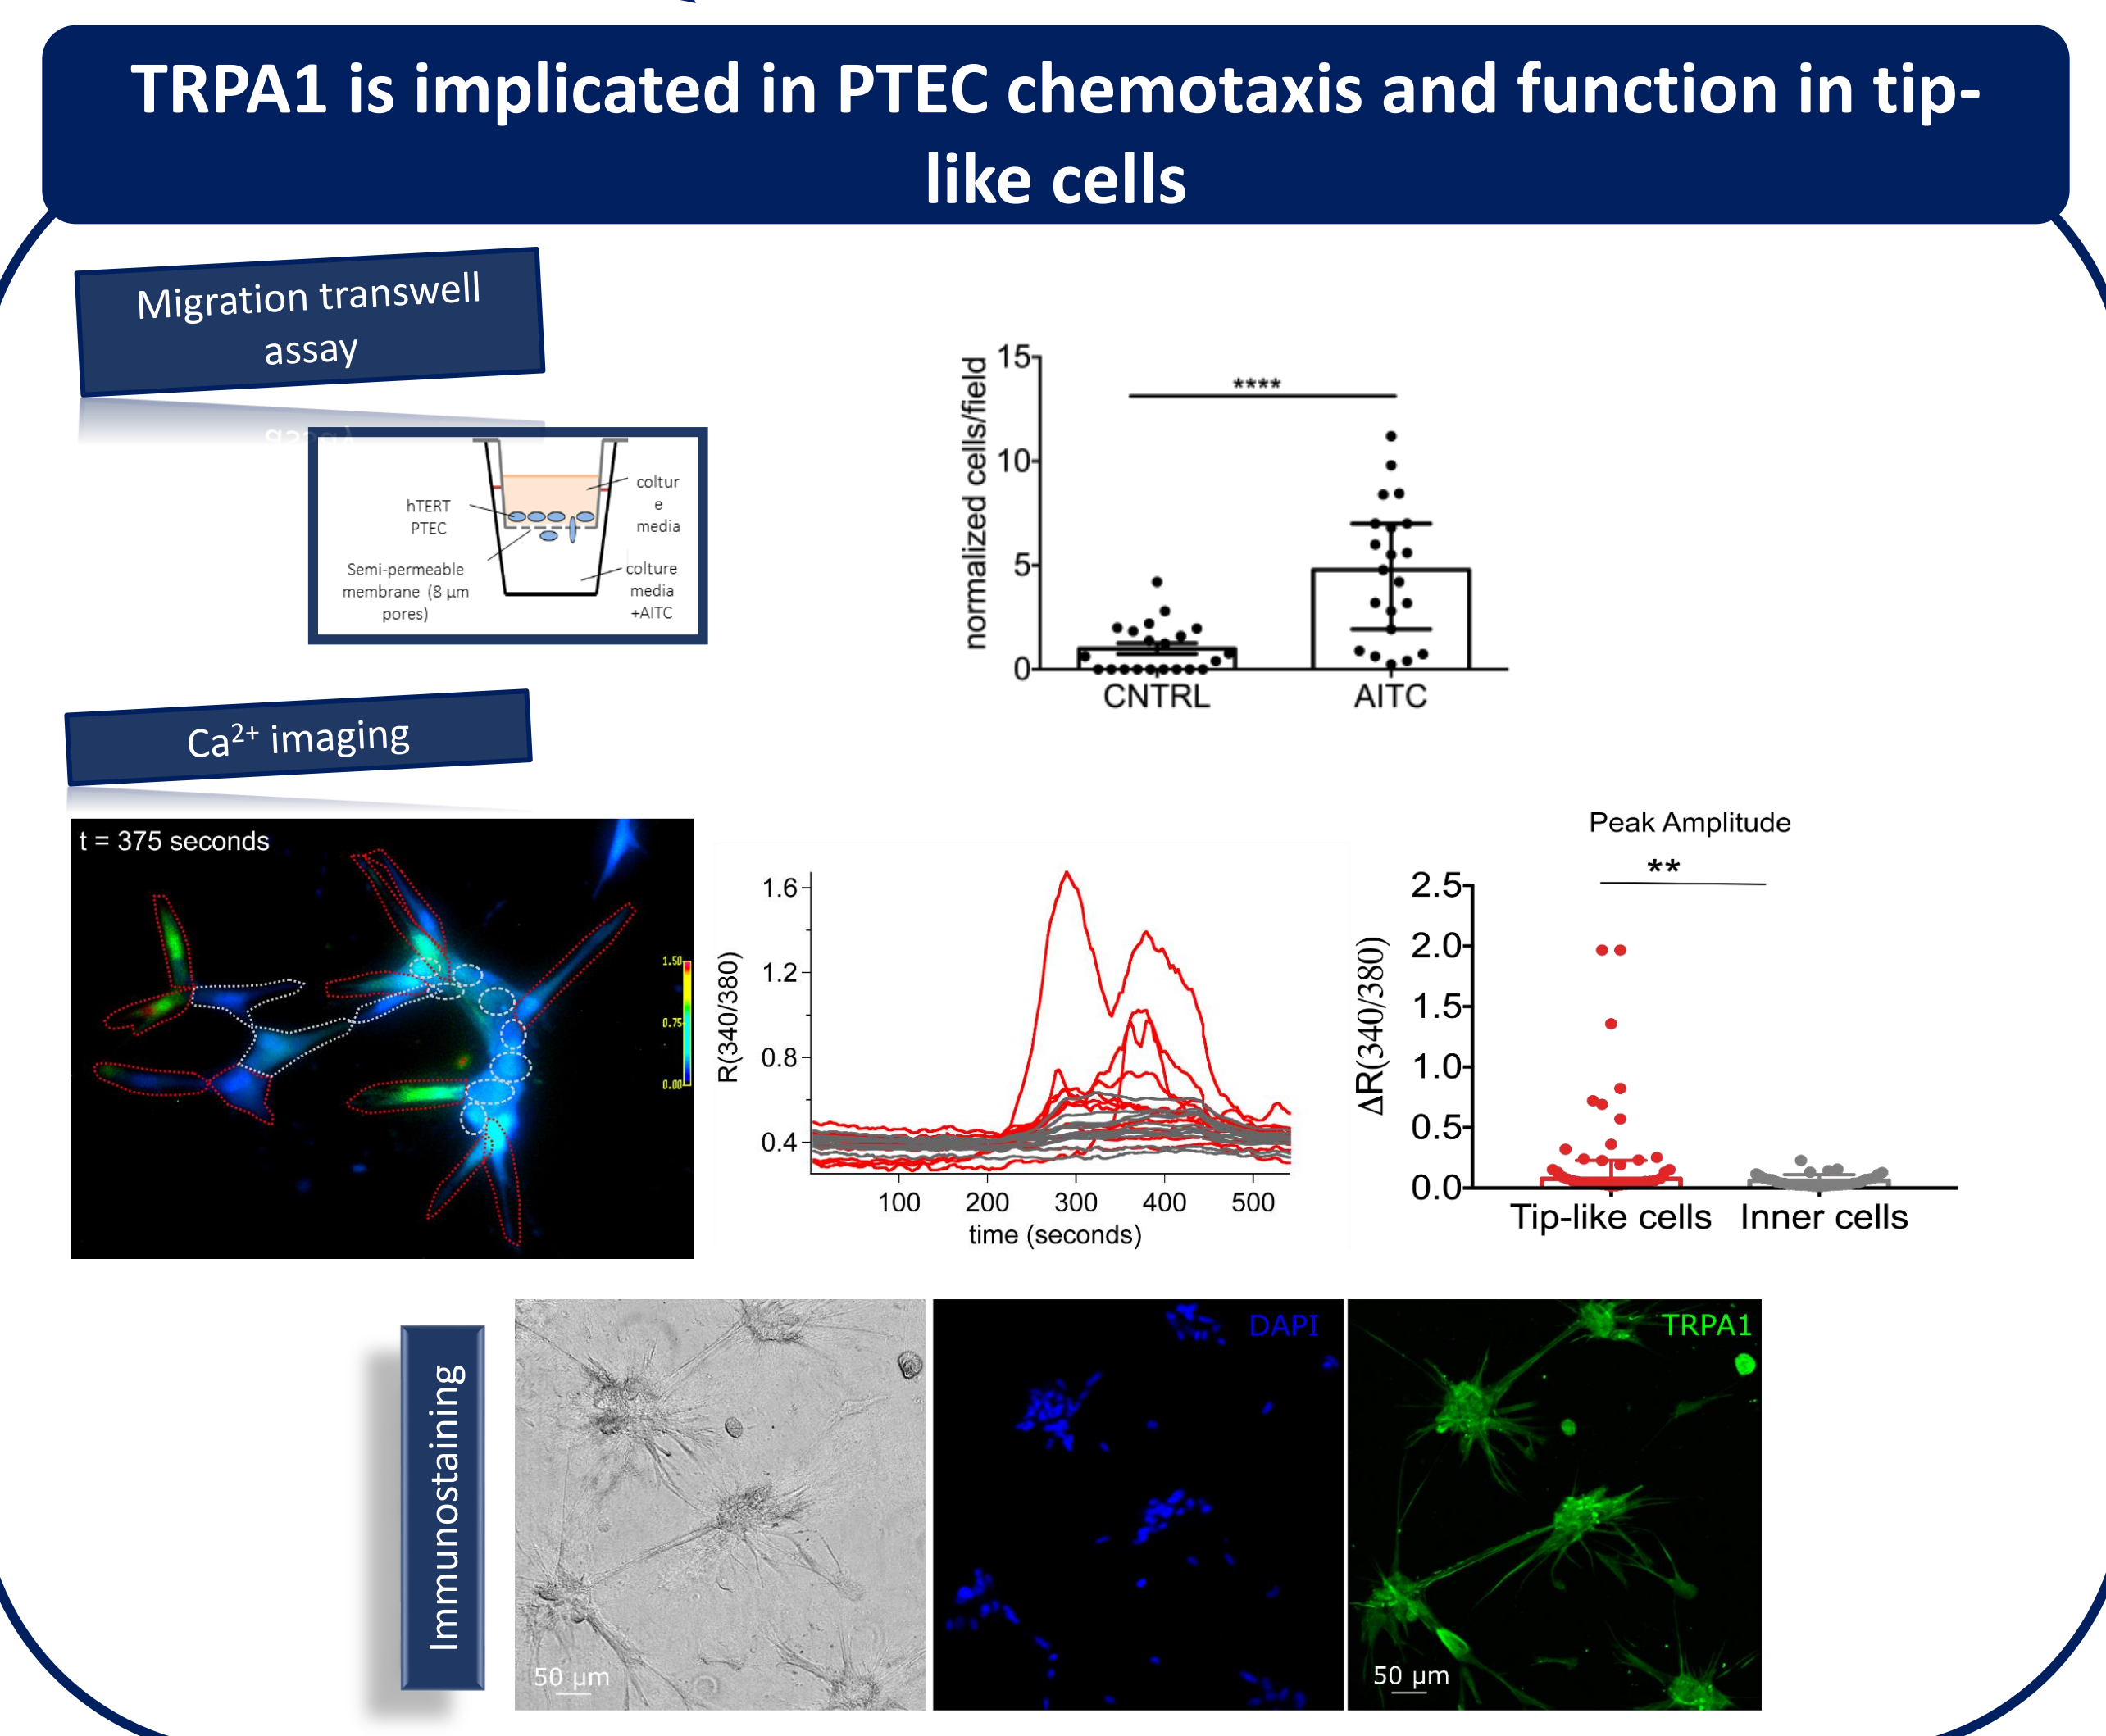 TRPA1 is implicated in PTEC chemotaxis and function in tip-
like cells
Migration transwell
assay
hTERT
PTEC
Semi-permeable
membrane (8 µm
pores)
coltur
e
media
colture
media
+AITC
normalized cells/field
15
10
5
0
****
CNTRL
AITC
Ca²⁺ imaging
t = 375 seconds
1.50
0.75
0.00
R(340/380)
1.6
1.2
0.8
0.4
100
200
300
400
500
time (seconds)
Peak Amplitude
**
ΔR(340/380)
2.5
2.0
1.5
1.0
0.5
0.0
Tip-like cells
Inner cells
Immunostaining
50 µm
DAPI
TRPA1
50 µm